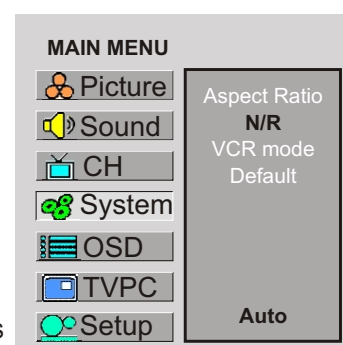 MAIN MENU
Picture
Sound
CH
System
OSD
TVPC
Setup
Aspect Ratio
N/R
VCR mode
Default
Auto
s